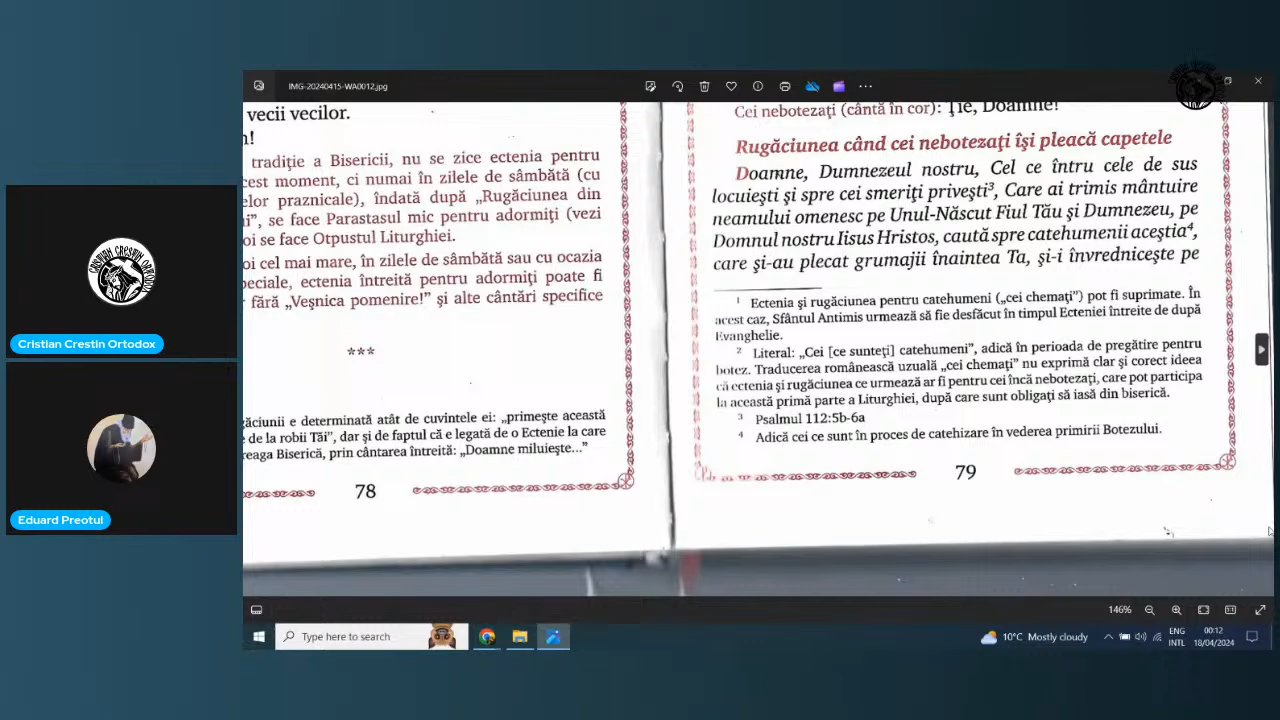 IMG-20240415-WA0012.jpg
CRISTIAN CRESTIN ORTODOX
Cristian Crestin Ortodox
Eduard Preotul
vecii vecilor.
n!
tradiție a Bisericii, nu se zice ectenia pentru
cest moment, ci numai în zilele de sâmbătă (cu
elor praznicale), îndată după „Rugăciunea din
ui”, se face Parastasul mic pentru adormiți (vezi
oi se face Otpustul Liturghiei.
oi cel mai mare, în zilele de sâmbătă sau cu ocazia
peciale, ectenia întreită pentru adormiți poate fi
fără „Veșnica pomenire!” și alte cântări specifice
***
găciunii e determinată atât de cuvintele ei: „primește această
e de la robii Tăi”, dar și de faptul că e legată de o Ectenie la care
reaga Biserică, prin cântarea întreită: „Doamne miluiește...”
78
Cei nebotezați (cântă în cor): Ție, Doamne!
Rugăciunea când cei nebotezați își pleacă capetele
Doamne, Dumnezeul nostru, Cel ce întru cele de sus
locuiești și spre cei smeriți privești³, Care ai trimis mântuire
neamului omenesc pe Unul-Născut Fiul Tău și Dumnezeu, pe
Domnul nostru Iisus Hristos, caută spre catehumenii aceștia⁴,
care și-au plecat grumajii înaintea Ta, și-i învrednicește pe
¹ Ectenia și rugăciunea pentru catehumeni („cei chemați”) pot fi suprimate. În
acest caz, Sfântul Antimis urmează să fie desfăcut în timpul Ecteniei întreite de după
Evanghelie.
² Literal: „Cei [ce sunteți] catehumeni”, adică în perioada de pregătire pentru
botez. Traducerea românească uzuală „cei chemați” nu exprimă clar și corect ideea
că ectenia și rugăciunea ce urmează ar fi pentru cei încă nebotezați, care pot participa
la această primă parte a Liturghiei, după care sunt obligați să iasă din biserică.
³ Psalmul 112:5b-6a
⁴ Adică cei ce sunt în proces de catehizare în vederea primirii Botezului.
79
146%
Type here to search
10°C Mostly cloudy
ENG
INTL
00:12
18/04/2024